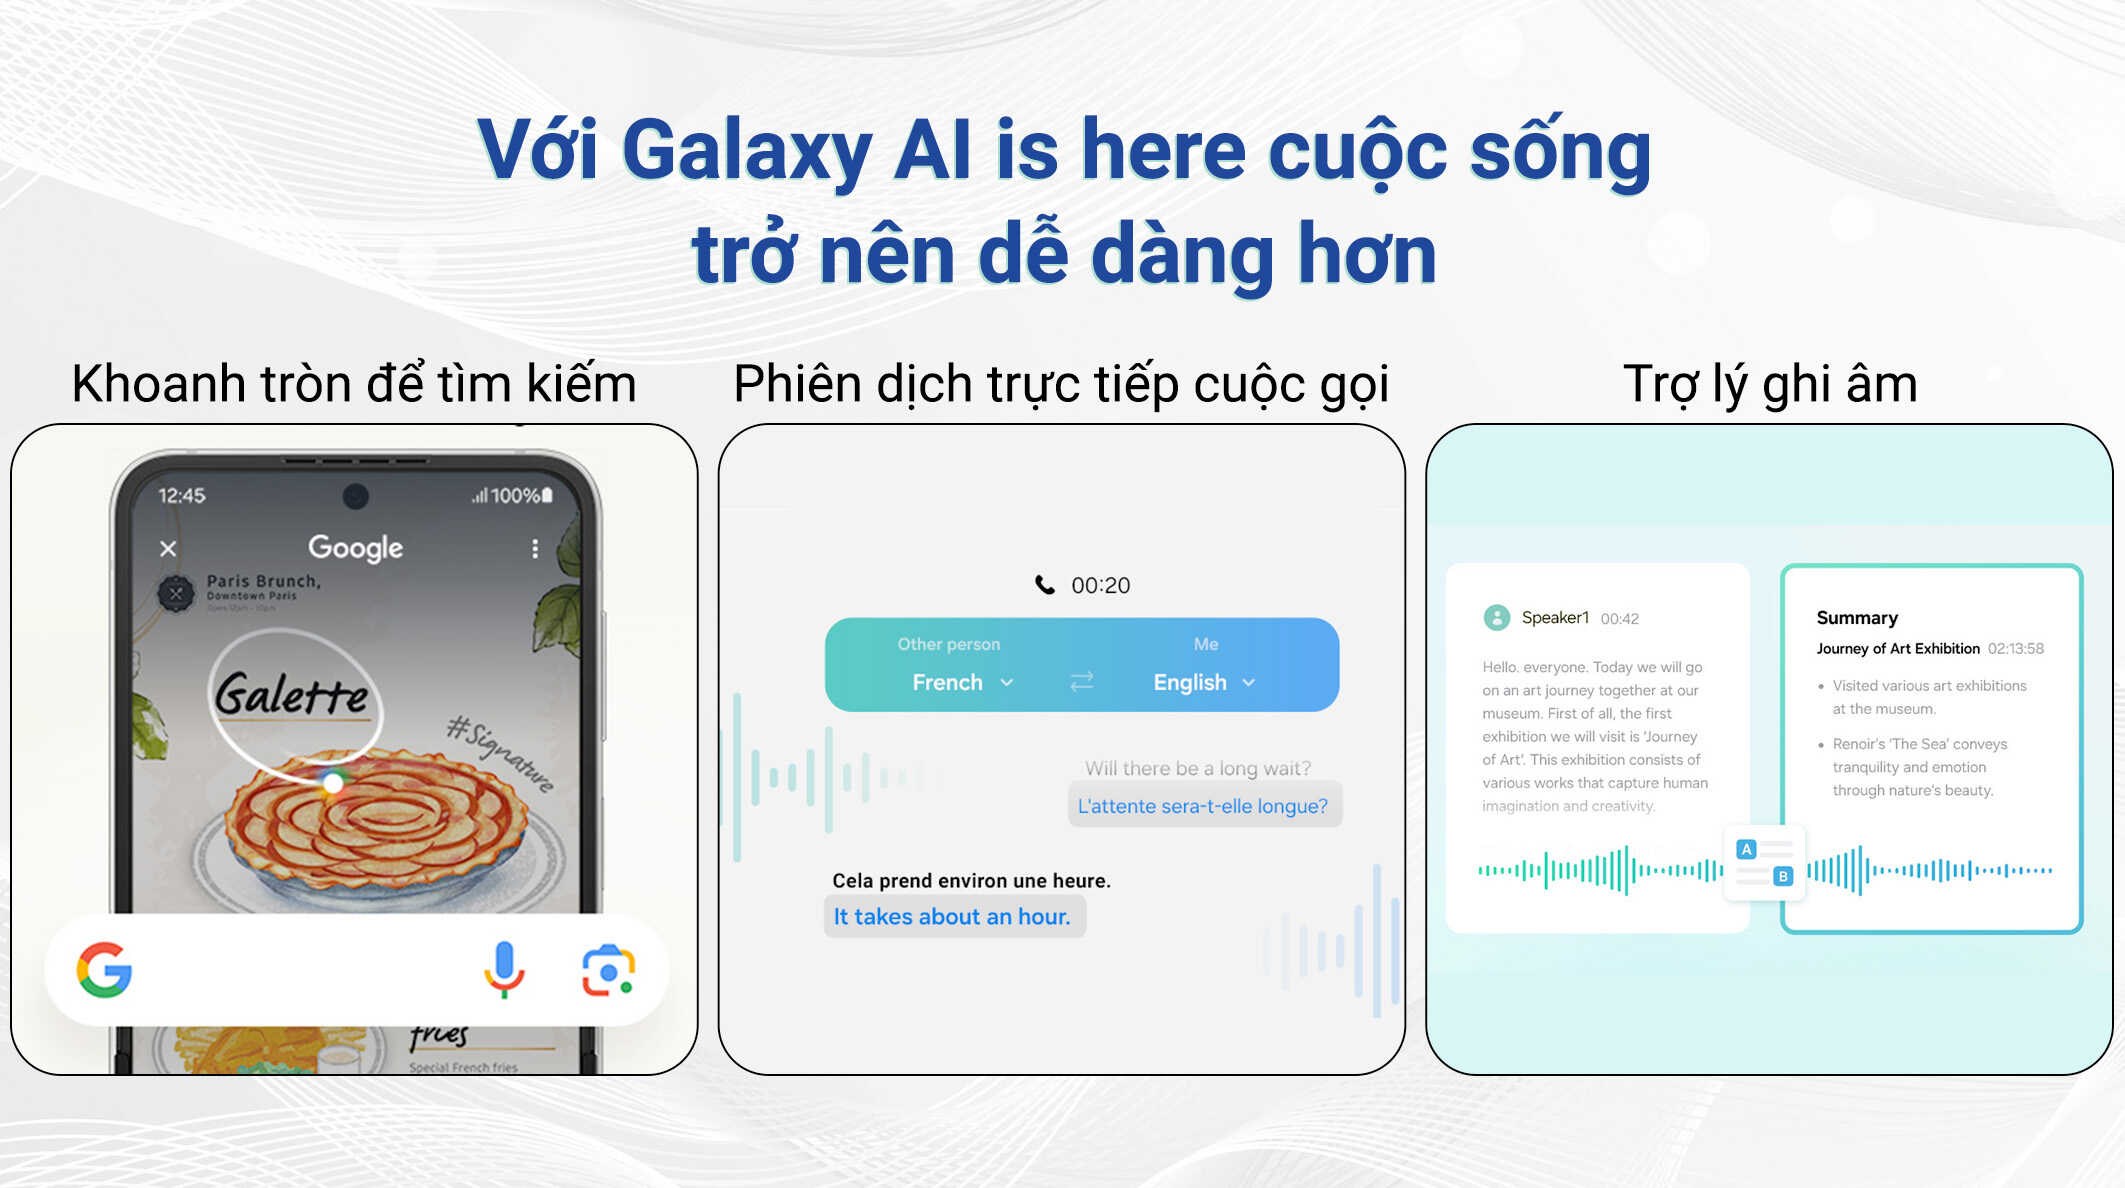 Với Galaxy AI is here cuộc sống
trở nên dễ dàng hơn
Khoanh tròn để tìm kiếm
12:45
100%
Google
Paris Brunch,
Downtown Paris
Open 12pm - 10pm
Galette
#Signature
fries
Special French fries
Phiên dịch trực tiếp cuộc gọi
00:20
Other person
Me
French
English
Will there be a long wait?
L'attente sera-t-elle longue?
Cela prend environ une heure.
It takes about an hour.
Trợ lý ghi âm
Speaker1 00:42
Hello. everyone. Today we will go
on an art journey together at our
museum. First of all, the first
exhibition we will visit is 'Journey
of Art'. This exhibition consists of
various works that capture human
imagination and creativity.
A
B
Summary
Journey of Art Exhibition 02:13:58
• Visited various art exhibitions
at the museum.
• Renoir's 'The Sea' conveys
tranquility and emotion
through nature's beauty.